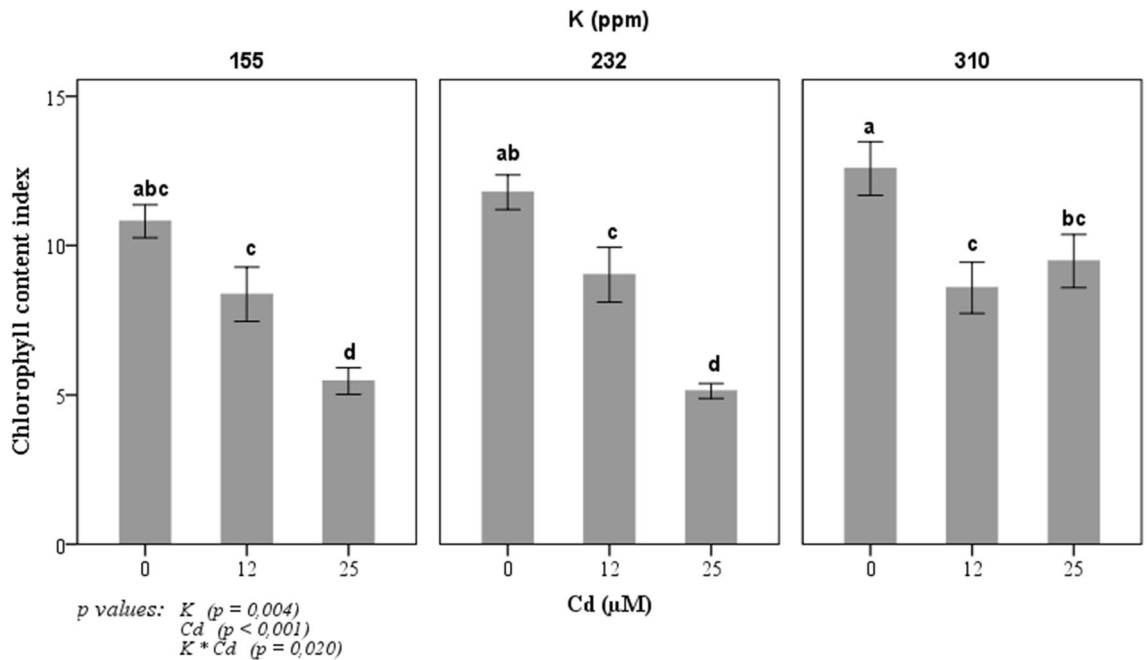 K (ppm)
155 232 310
Chlorophyll content index
15
10
5
0
abc c d
ab c d
a c bc
0 12 25 0 12 25 0 12 25
Cd (µM)
p values: K (p = 0,004)
Cd (p < 0,001)
K * Cd (p = 0,020)